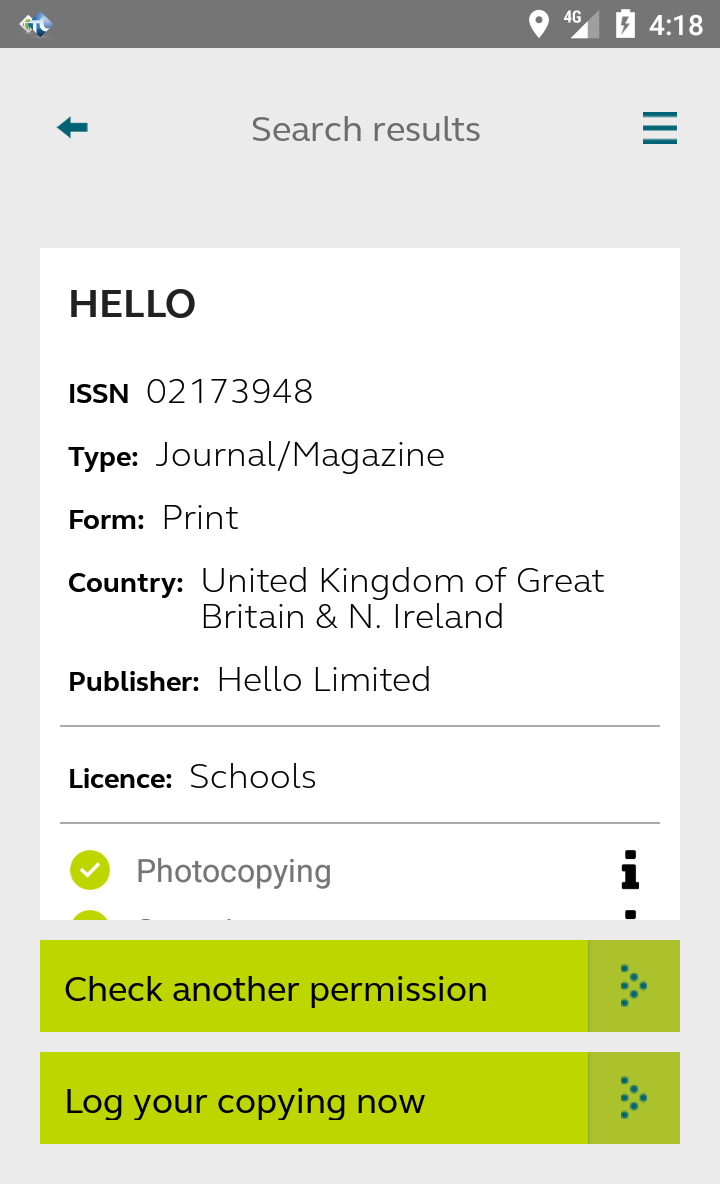 4G 4:18
Search results
HELLO
ISSN 02173948
Type: Journal/Magazine
Form: Print
Country: United Kingdom of Great
Britain & N. Ireland
Publisher: Hello Limited
Licence: Schools
Photocopying
Check another permission
Log your copying now